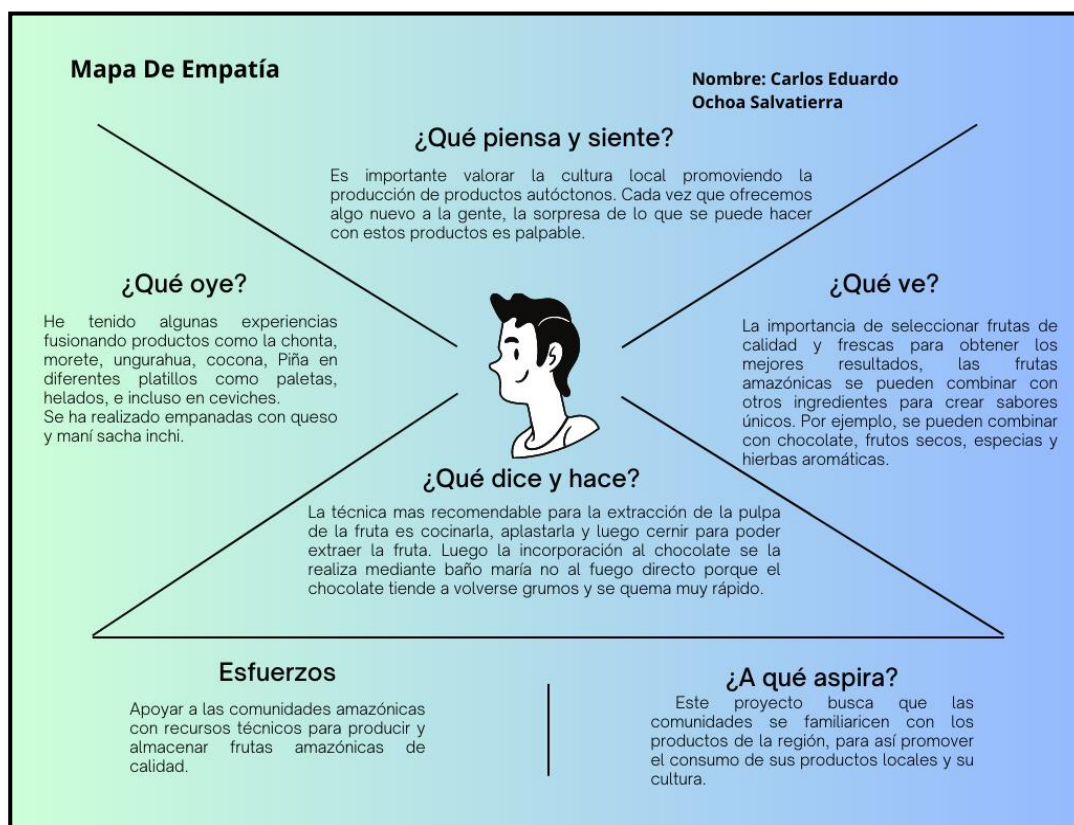 Mapa De Empatía
Nombre: Carlos Eduardo
Ochoa Salvatierra
¿Qué piensa y siente?
Es importante valorar la cultura local promoviendo la
producción de productos autóctonos. Cada vez que ofrecemos
algo nuevo a la gente, la sorpresa de lo que se puede hacer
con estos productos es palpable.
¿Qué oye?
He tenido algunas experiencias
fusionando productos como la chonta,
morete, ungurahua, cocona, Piña en
diferentes platillos como paletas,
helados, e incluso en ceviches.
Se ha realizado empanadas con queso
y maní sacha inchi.
¿Qué ve?
La importancia de seleccionar frutas de
calidad y frescas para obtener los
mejores resultados, las frutas
amazónicas se pueden combinar con
otros ingredientes para crear sabores
únicos. Por ejemplo, se pueden combinar
con chocolate, frutos secos, especias y
hierbas aromáticas.
¿Qué dice y hace?
La técnica mas recomendable para la extracción de la pulpa
de la fruta es cocinarla, aplastarla y luego cernir para poder
extraer la fruta. Luego la incorporación al chocolate se la
realiza mediante baño maría no al fuego directo porque el
chocolate tiende a volverse grumos y se quema muy rápido.
Esfuerzos
Apoyar a las comunidades amazónicas
con recursos técnicos para producir y
almacenar frutas amazónicas de
calidad.
¿A qué aspira?
Este proyecto busca que las
comunidades se familiaricen con los
productos de la región, para así promover
el consumo de sus productos locales y su
cultura.